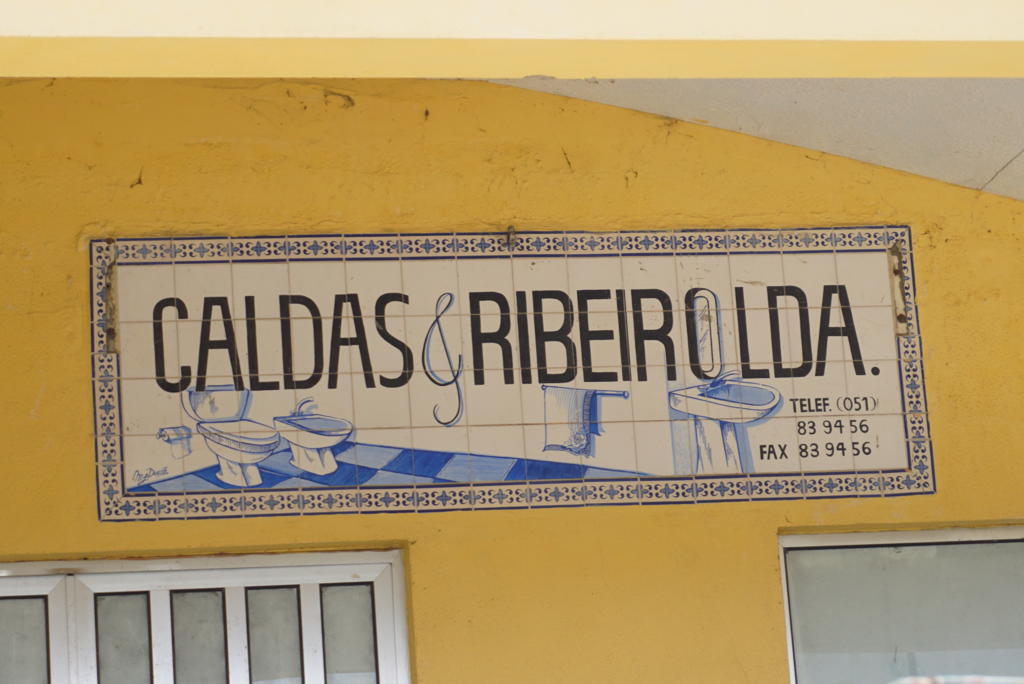 CALDAS & RIBEIRO LDA.
TELEF. (051)
83 94 56
FAX 83 94 56